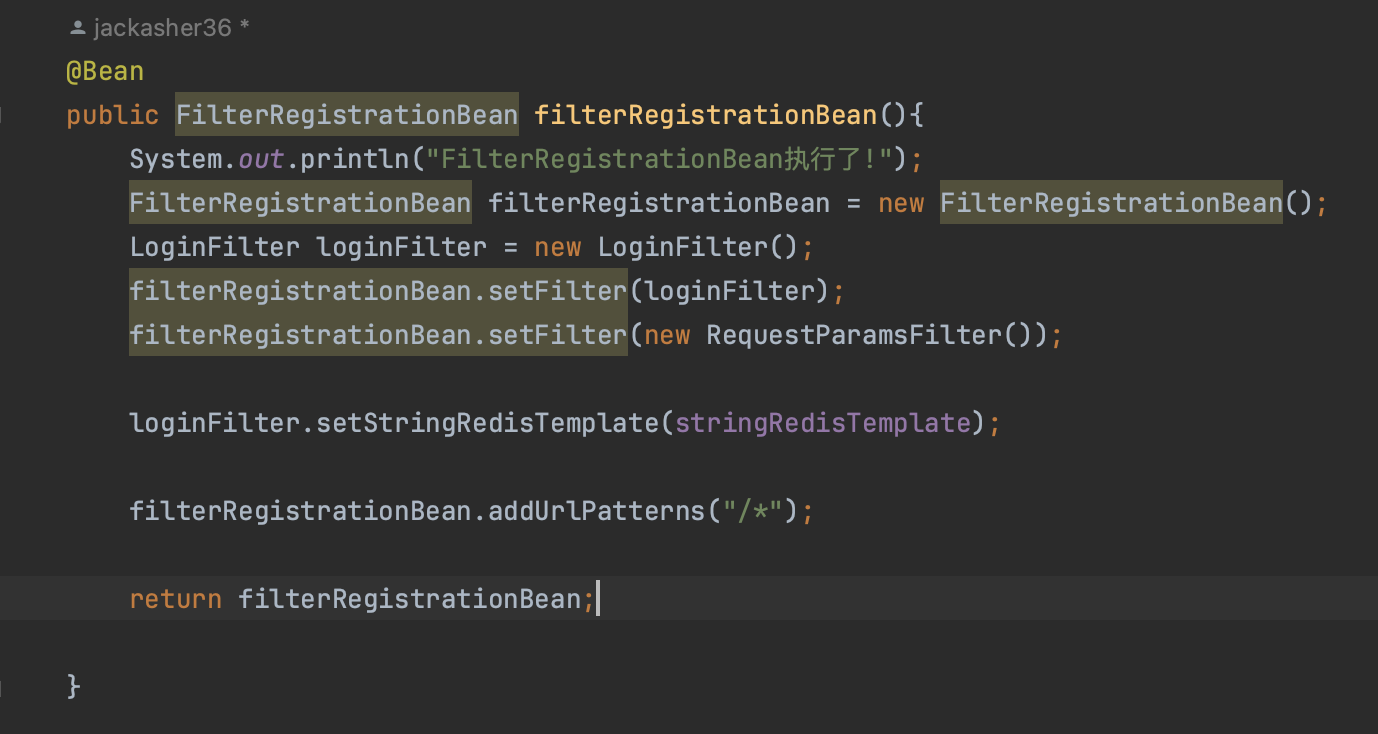 jackasher36 *
@Bean
public FilterRegistrationBean filterRegistrationBean(){
System.out.println("FilterRegistrationBean执行了!");
FilterRegistrationBean filterRegistrationBean = new FilterRegistrationBean();
LoginFilter loginFilter = new LoginFilter();
filterRegistrationBean.setFilter(loginFilter);
filterRegistrationBean.setFilter(new RequestParamsFilter());
loginFilter.setStringRedisTemplate(stringRedisTemplate);
filterRegistrationBean.addUrlPatterns("/*");
return filterRegistrationBean;
}